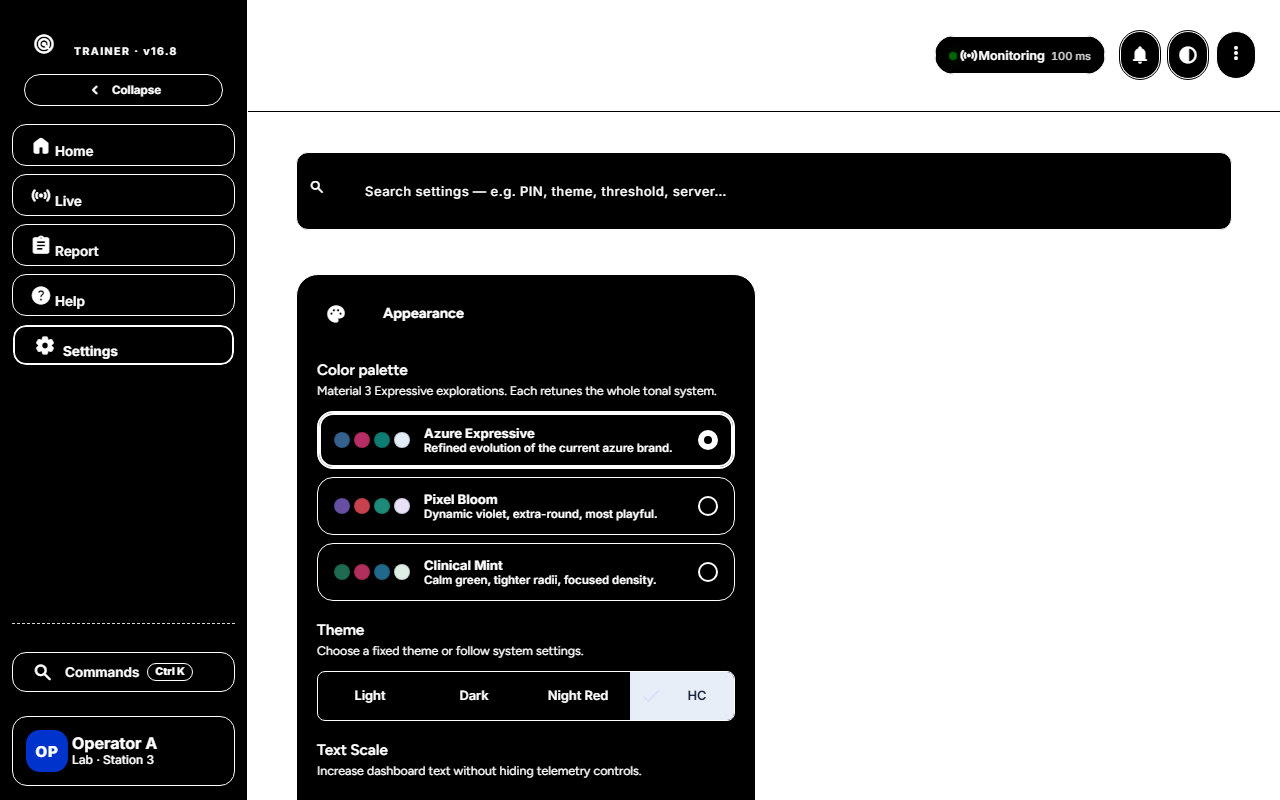 TRAINER · v16.8
Collapse
Home
Live
Report
Help
Settings
Commands Ctrl K
OP
Operator A
Lab · Station 3
Monitoring 100 ms
Search settings — e.g. PIN, theme, threshold, server...
Appearance
Color palette
Material 3 Expressive explorations. Each retunes the whole tonal system.
Azure Expressive
Refined evolution of the current azure brand.
Pixel Bloom
Dynamic violet, extra-round, most playful.
Clinical Mint
Calm green, tighter radii, focused density.
Theme
Choose a fixed theme or follow system settings.
Light Dark Night Red HC
Text Scale
Increase dashboard text without hiding telemetry controls.